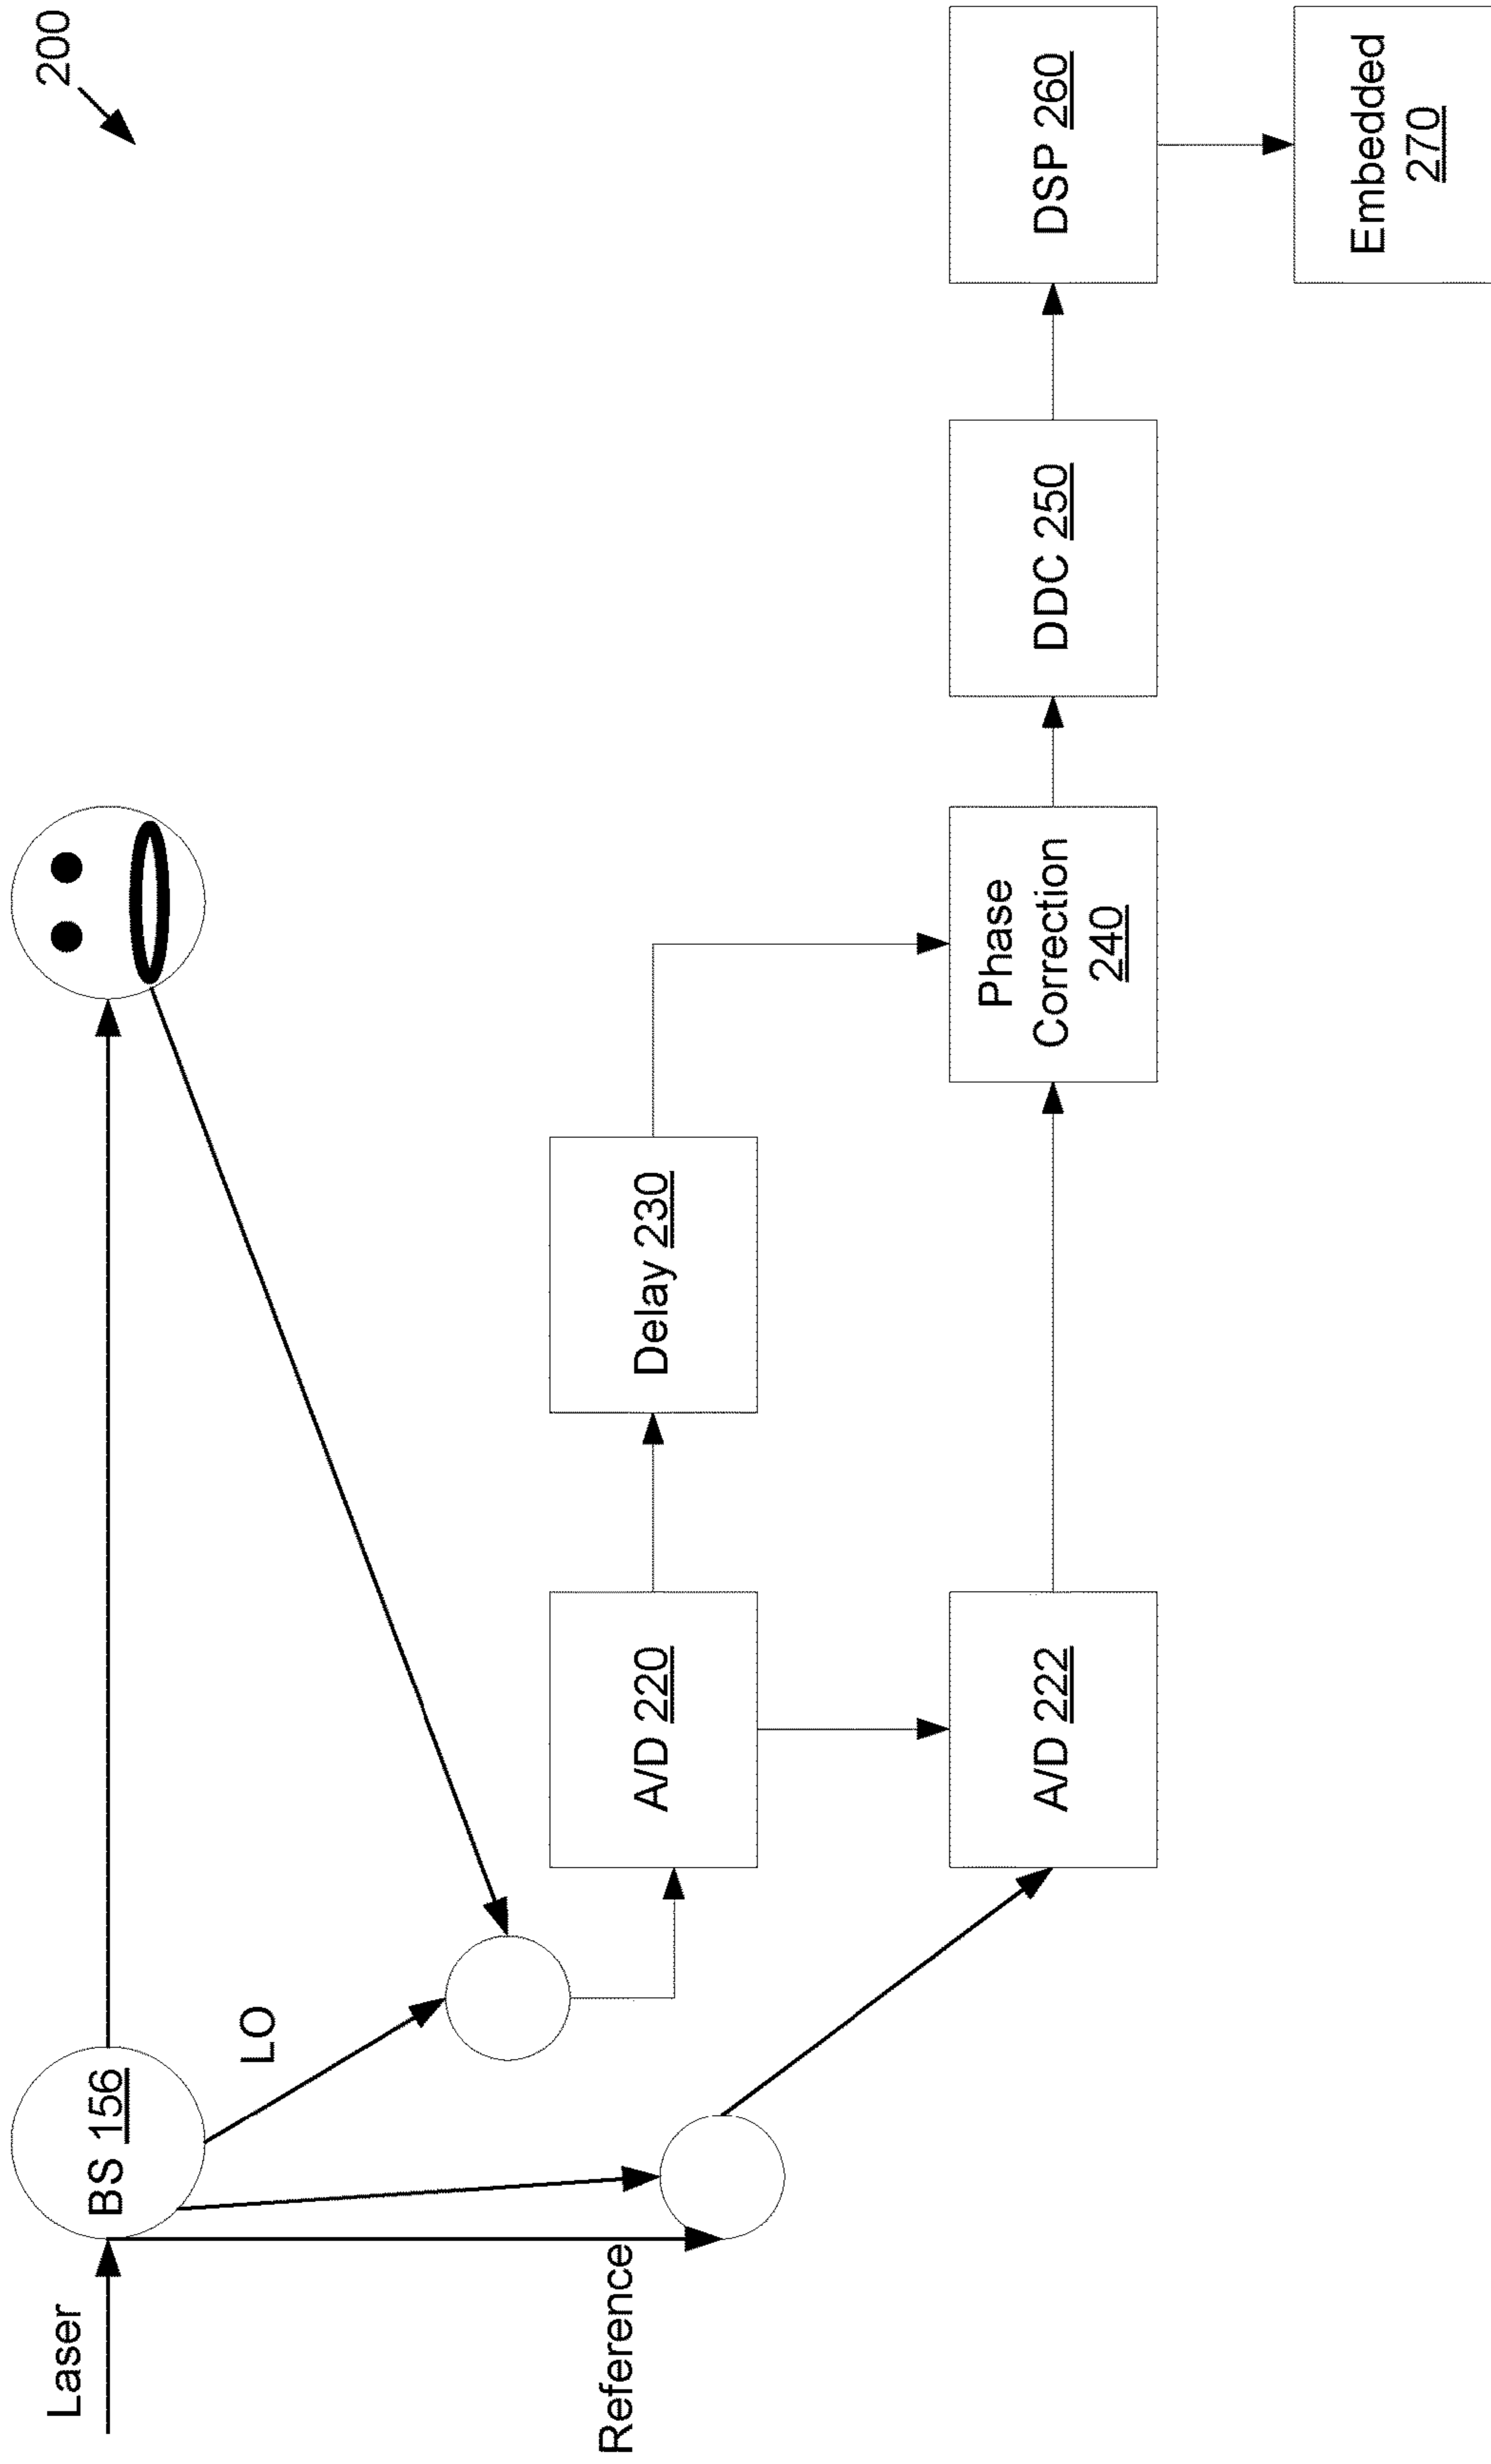 200
Laser
BS 156
LO
Reference
A/D 220
Delay 230
A/D 222
Phase
Correction
240
DDC 250
DSP 260
Embedded
270